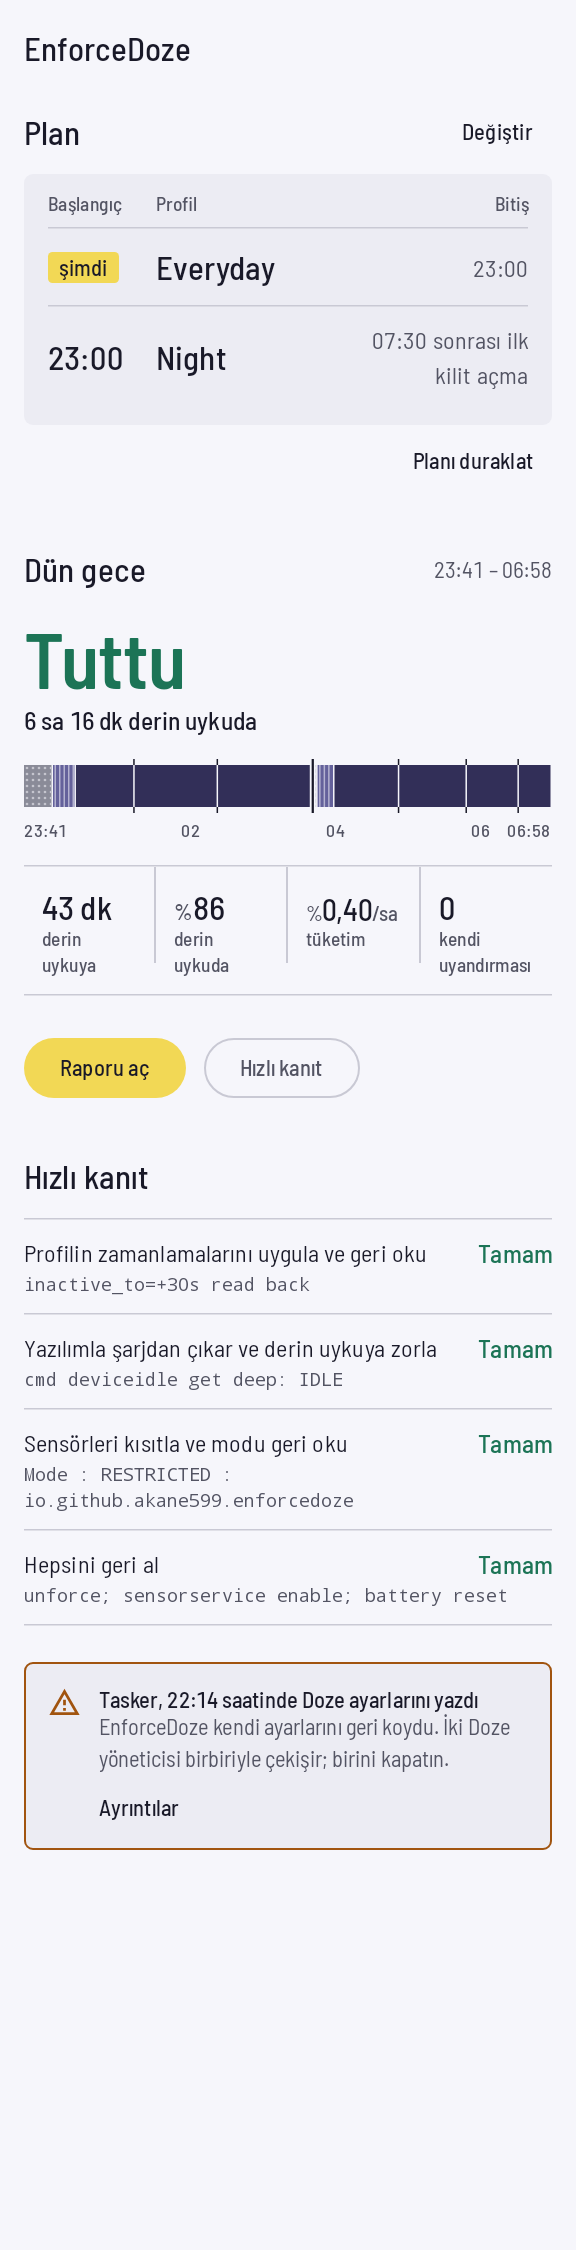 EnforceDoze
Plan
Değiştir
Başlangıç Profil Bitiş
şimdi Everyday 23:00
23:00 Night 07:30 sonrası ilk
kilit açma
Planı duraklat
Dün gece 23:41 – 06:58
Tuttu
6 sa 16 dk derin uykuda
23:41 02 04 06 06:58
43 dk %86 %0,40/sa 0
derin derin tüketim kendi
uykuya uykuda uyandırması
Raporu aç Hızlı kanıt
Hızlı kanıt
Profilin zamanlamalarını uygula ve geri oku Tamam
inactive_to=+30s read back
Yazılımla şarjdan çıkar ve derin uykuya zorla Tamam
cmd deviceidle get deep: IDLE
Sensörleri kısıtla ve modu geri oku Tamam
Mode : RESTRICTED :
io.github.akane599.enforcedoze
Hepsini geri al Tamam
unforce; sensorservice enable; battery reset
Tasker, 22:14 saatinde Doze ayarlarını yazdı
EnforceDoze kendi ayarlarını geri koydu. İki Doze
yöneticisi birbiriyle çekişir; birini kapatın.
Ayrıntılar